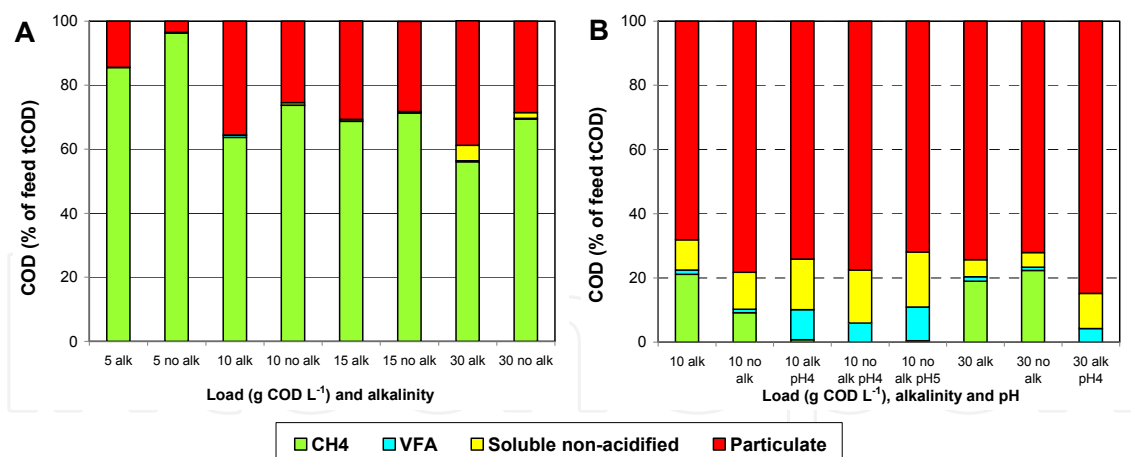 A
COD (% of feed tCOD)
100
80
60
40
20
0
5 alk 5 no alk 10 alk 10 no alk 15 alk 15 no alk 30 alk 30 no alk
Load (g COD L-1) and alkalinity
B
COD (% of feed tCOD)
100
80
60
40
20
0
10 alk 10 no alk 10 alk pH4 10 no alk pH4 10 no alk pH5 30 alk 30 no alk 30 alk pH4
Load (g COD L-1), alkalinity and pH
CH4 VFA Soluble non-acidified Particulate